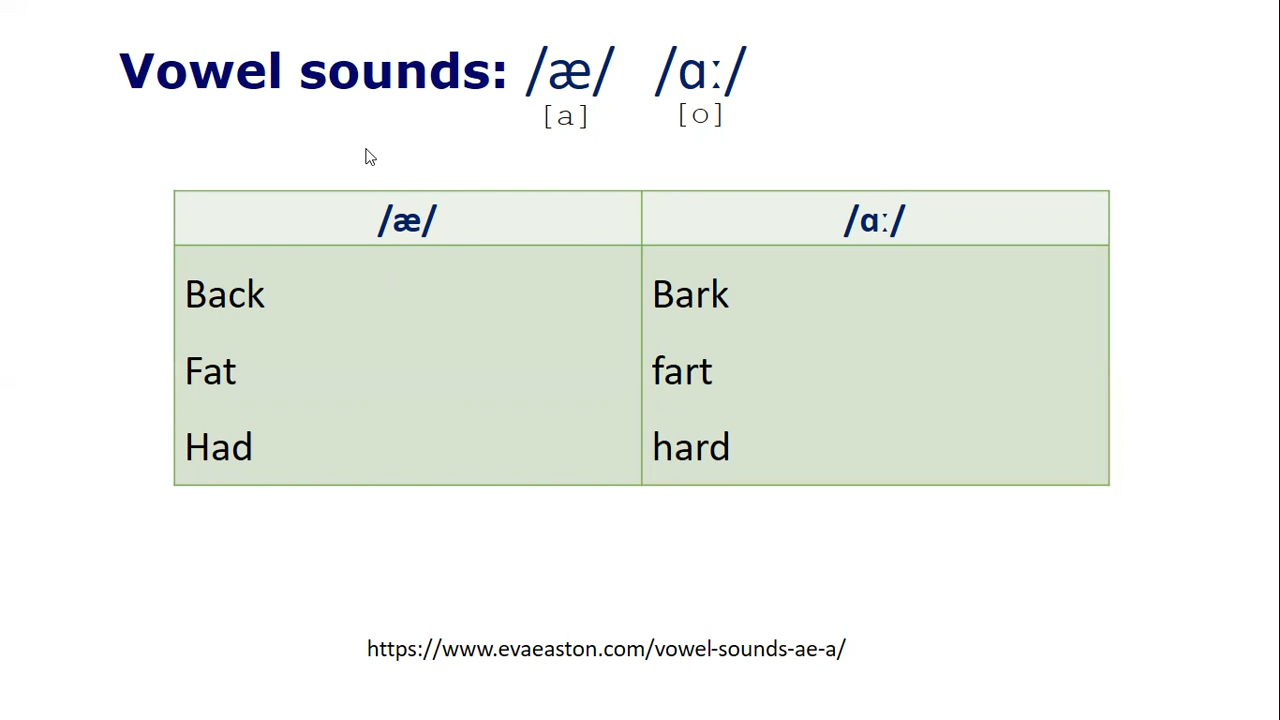 Vowel sounds: /æ/ /ɑː/
[a] [o]
/æ/ /ɑː/
Back Bark
Fat fart
Had hard
https://www.evaeaston.com/vowel-sounds-ae-a/